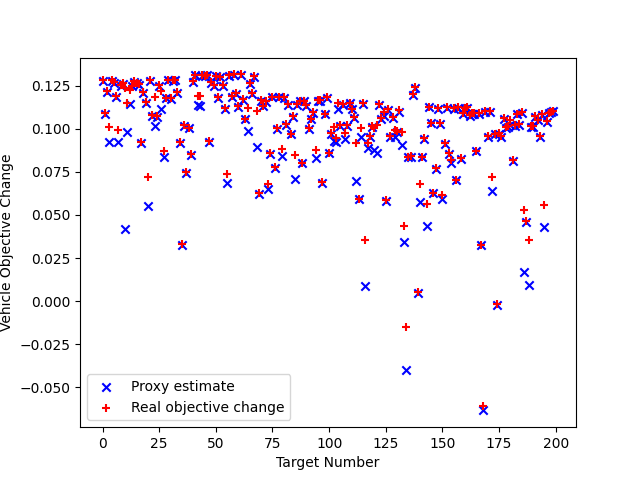 Vehicle Objective Change
0.125
0.100
0.075
0.050
0.025
0.000
−0.025
−0.050
Proxy estimate
Real objective change
0 25 50 75 100 125 150 175 200
Target Number